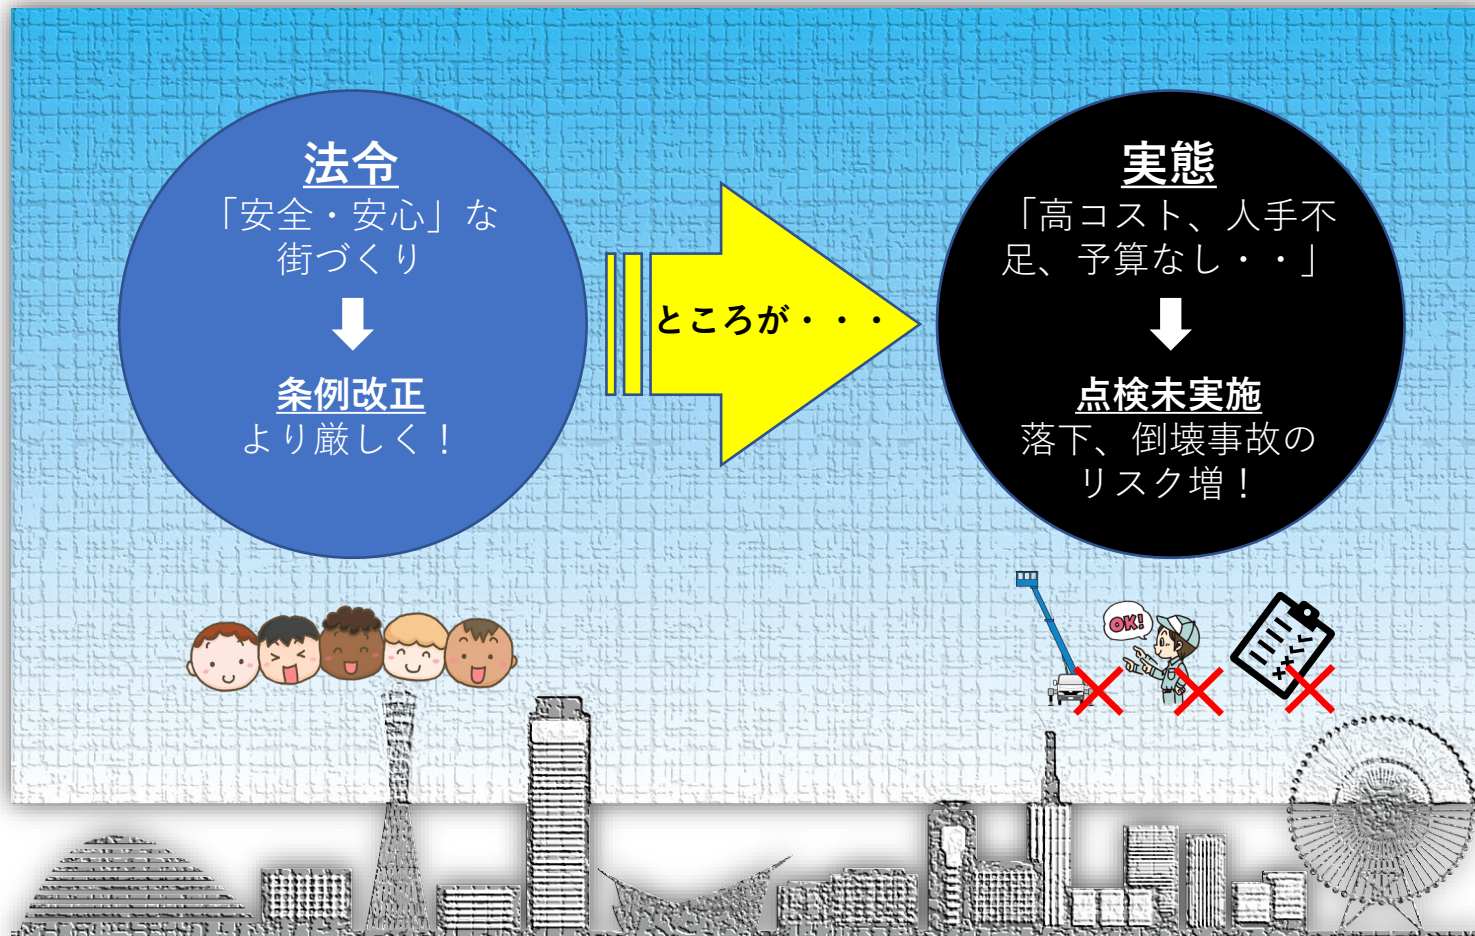 法令
「安全・安心」な
街づくり
条例改正
より厳しく！
ところが・・・
実態
「高コスト、人手不
足、予算なし・・」
点検未実施
落下、倒壊事故の
リスク増！
OK!